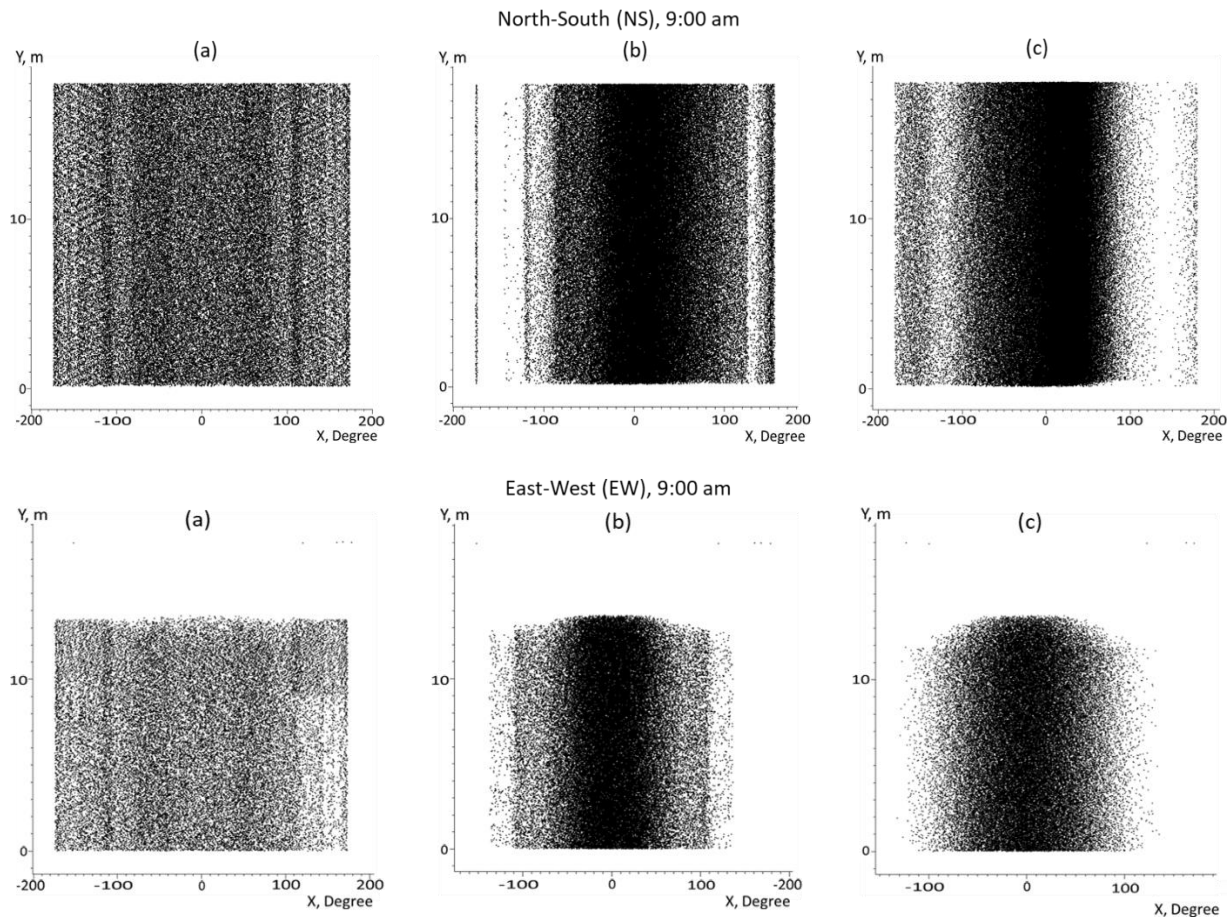 North-South (NS), 9:00 am
(a) (b) (c)
Y, m Y, m Y, m
10 10 10
0 0 0
-200 -100 0 100 200 -200 -100 0 100 200 -200 -100 0 100 200
X, Degree X, Degree X, Degree
East-West (EW), 9:00 am
(a) (b) (c)
Y, m Y, m Y, m
10 10 10
0 0 0
-200 -100 0 100 200 -100 0 100 200 -100 0 100
X, Degree X, Degree X, Degree